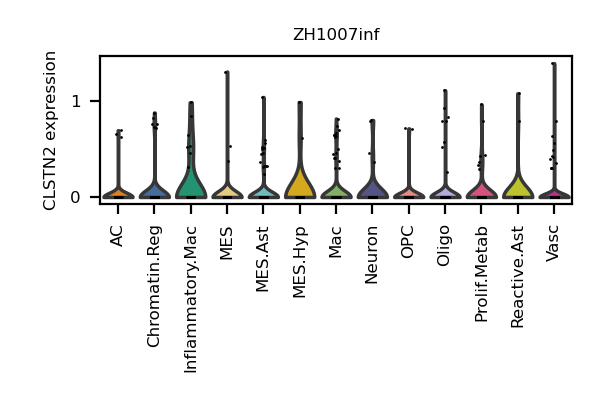 ZH1007inf
CLSTN2 expression
1
0
AC
Chromatin.Reg
Inflammatory.Mac
MES
MES.Ast
MES.Hyp
Mac
Neuron
OPC
Oligo
Prolif.Metab
Reactive.Ast
Vasc